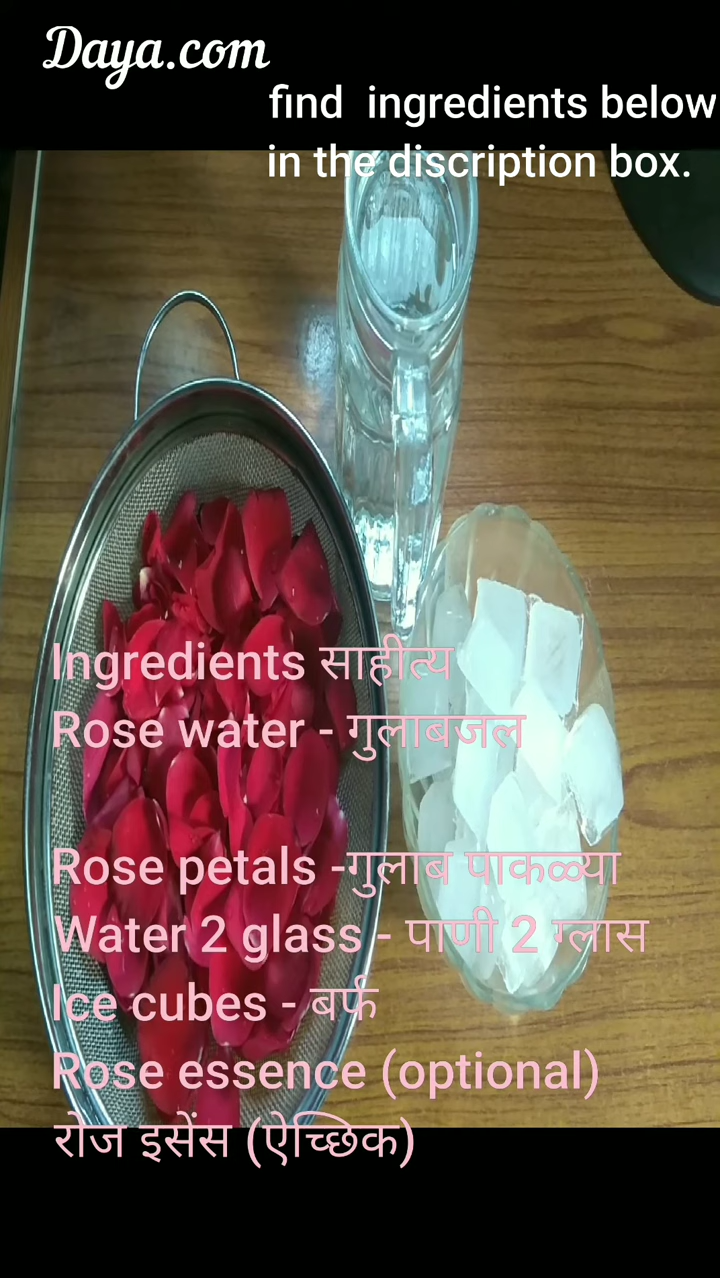 Daya.com
find ingredients below
in the discription box.
Ingredients साहीत्य
Rose water - गुलाबजल
Rose petals -गुलाब पाकळ्या
Water 2 glass - पाणी 2 ग्लास
Ice cubes - बर्फ
Rose essence (optional)
रोज इसेंस (ऐच्छिक)